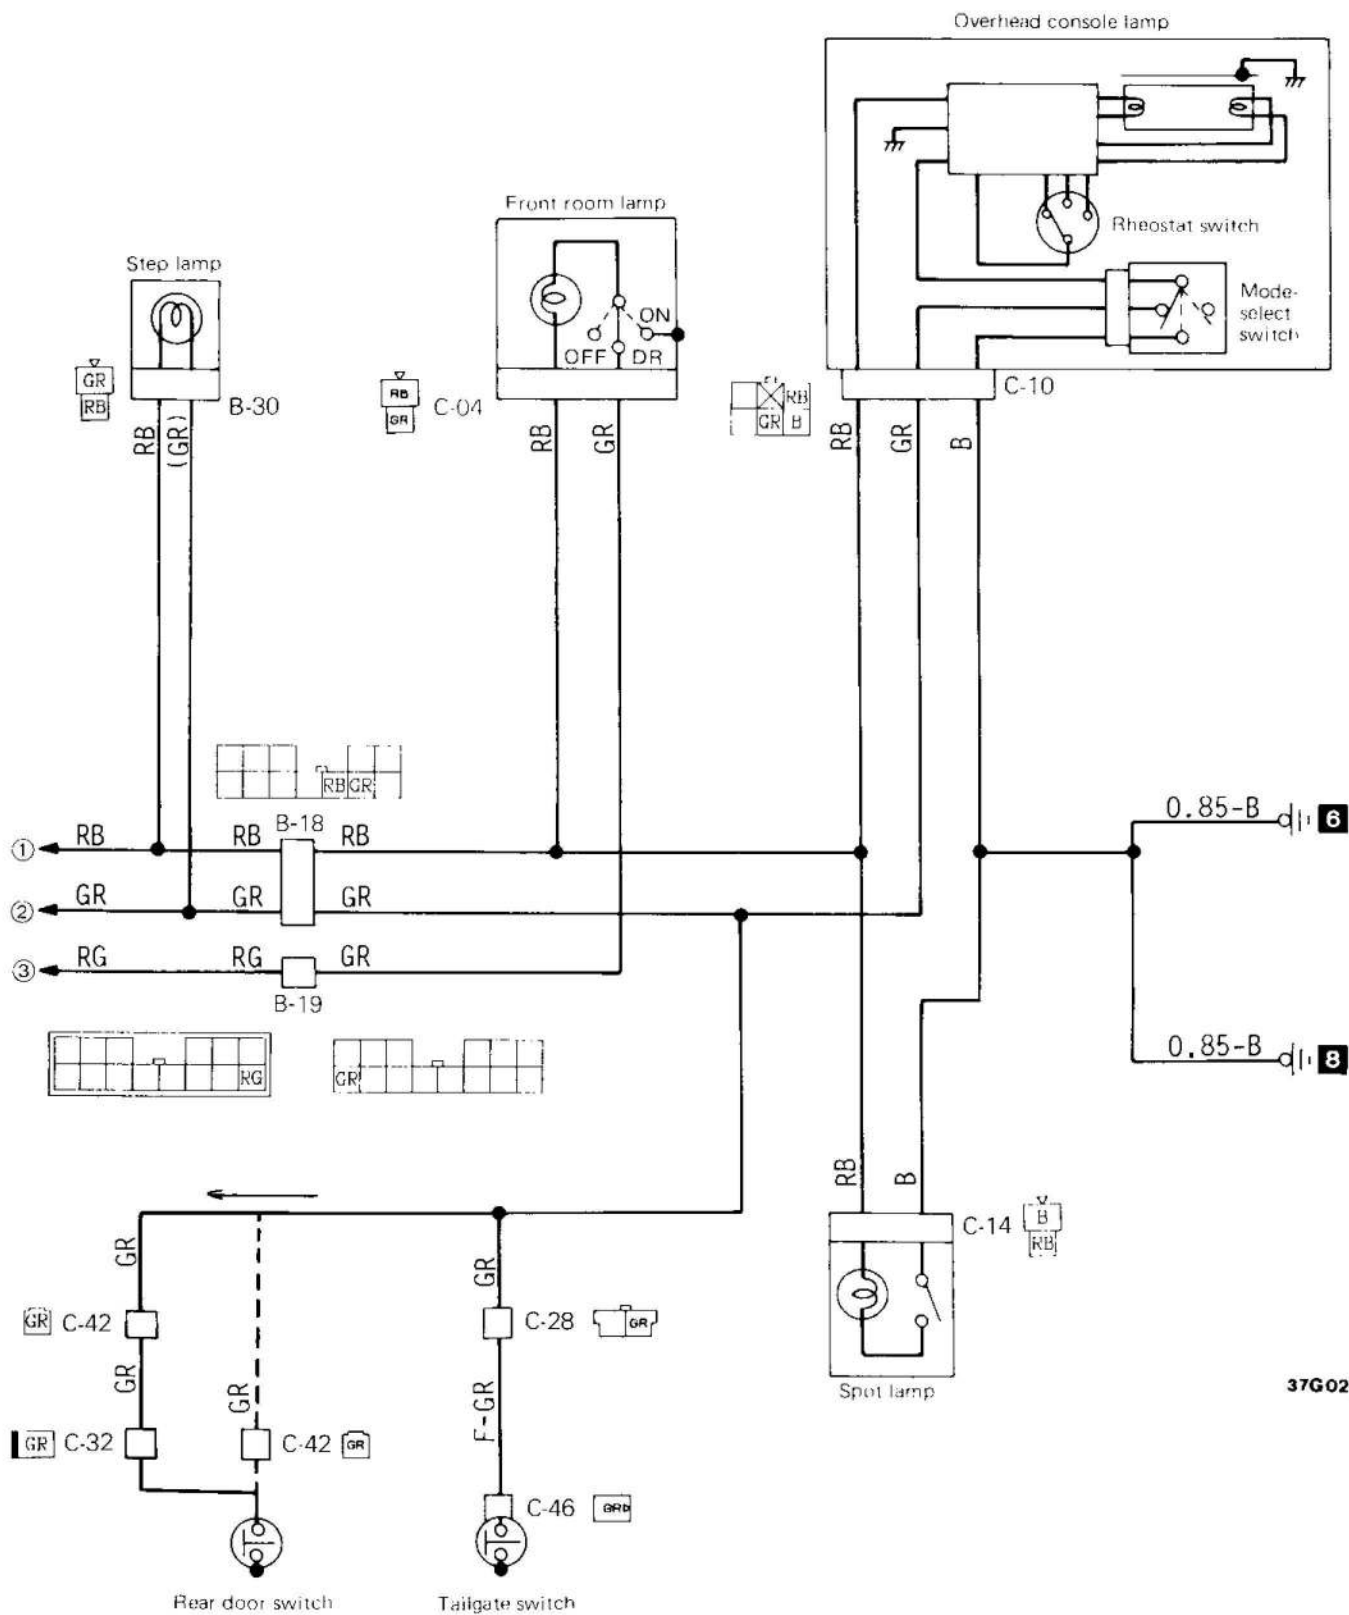 Overhead console lamp
Front room lamp
Rheostat switch
Step lamp
Mode-
select
switch
ON
OFF DR
GR
RB
B-30
RB
GR
C-04
RB
GR B
C-10
RB
(GR)
RB
GR
RB
GR
B
RB GR
B-18
① RB RB RB
② GR GR GR
③ RG RG GR
B-19
0.85-B 6
0.85-B 8
RG
GR
RB
B
C-14
B
RB
GR
GR
GR C-42
C-28 GR
GR
GR
F-GR
Spot lamp
37G02
GR C-32
C-42 GR
C-46 GR
Rear door switch
Tailgate switch